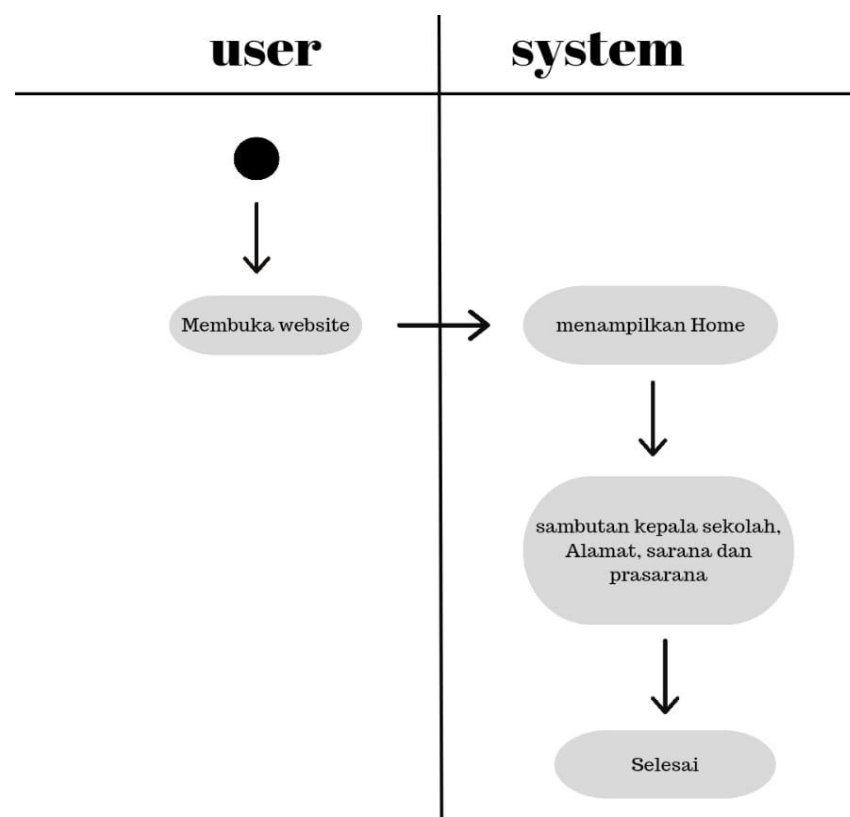 user
system
Membuka website
menampilkan Home
sambutan kepala sekolah,
Alamat, sarana dan
prasarana
Selesai